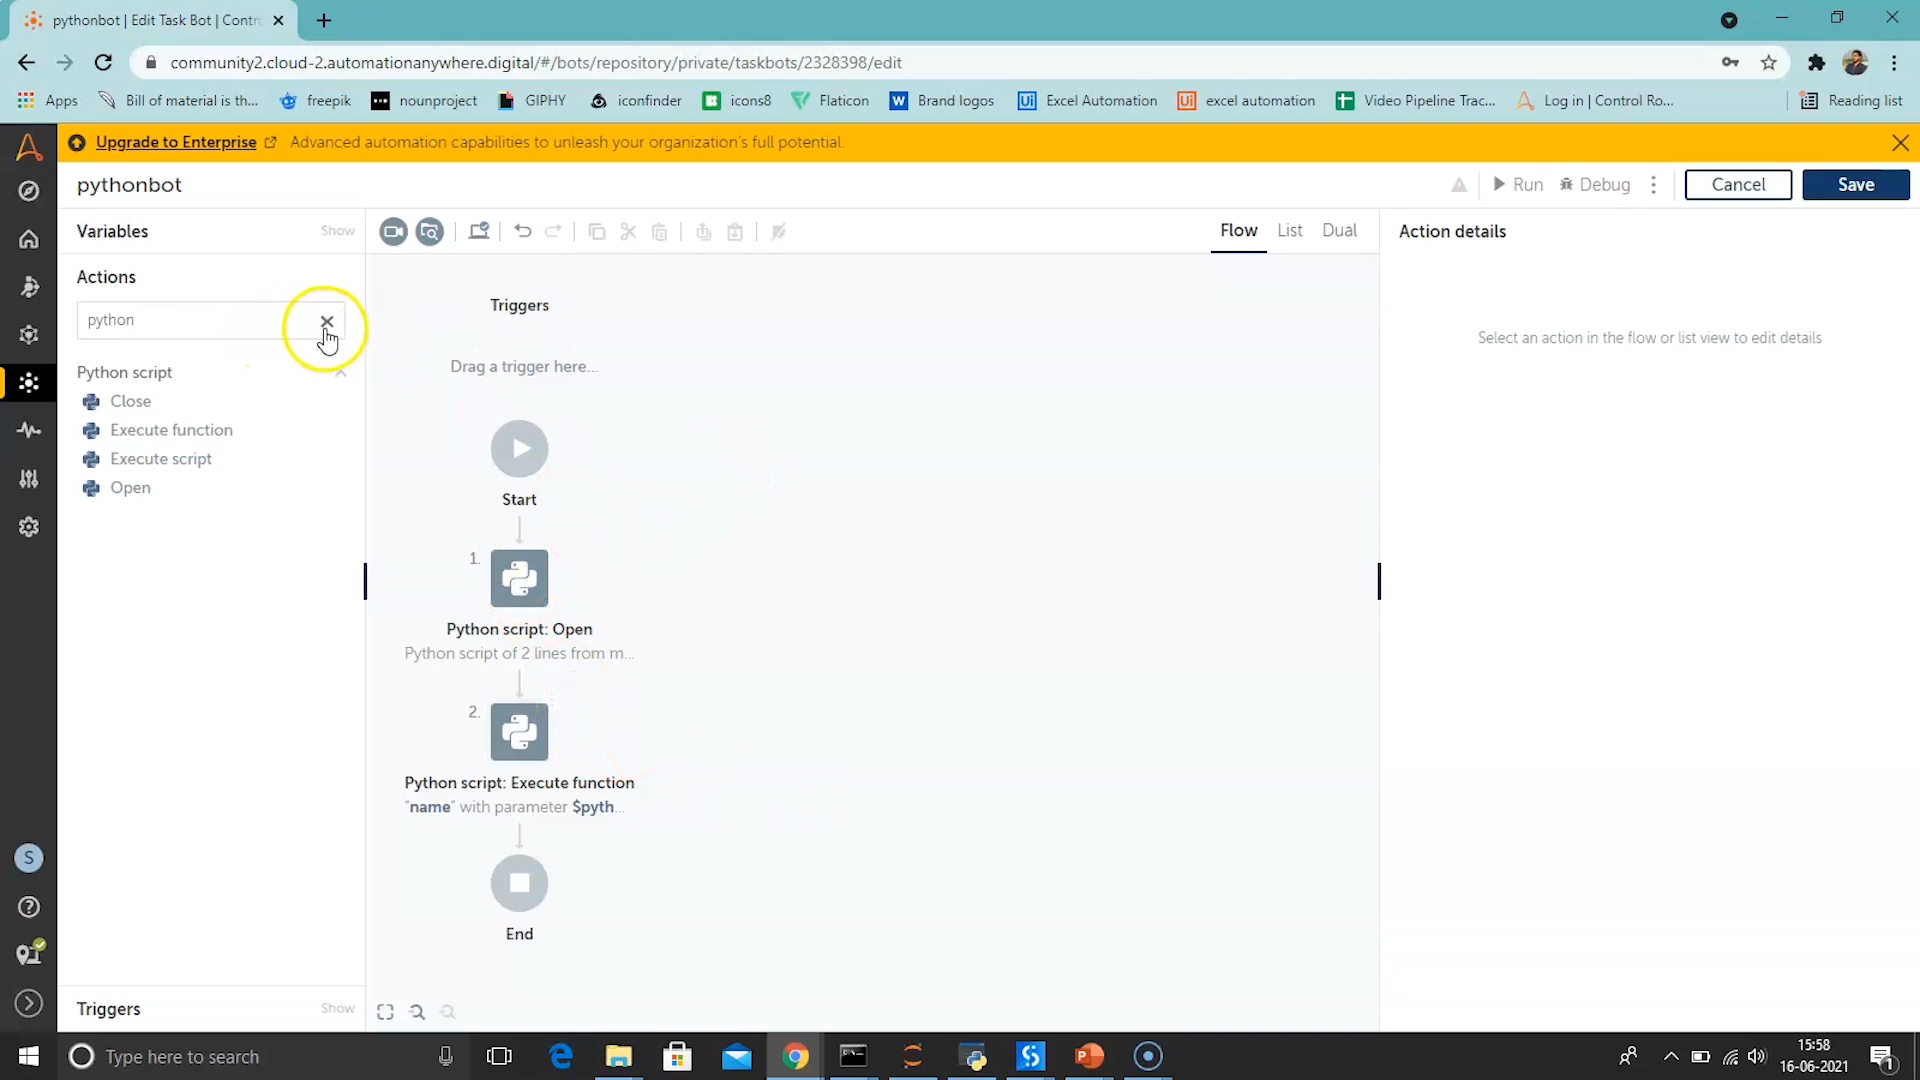 pythonbot | Edit Task Bot | Contr
community2.cloud-2.automationanywhere.digital/#/bots/repository/private/taskbots/2328398/edit
Apps
Bill of material is th...
freepik
nounproject
GIPHY
iconfinder
icons8
Flaticon
Brand logos
Excel Automation
excel automation
Video Pipeline Trac...
Log in | Control Ro...
Reading list
Upgrade to Enterprise
Advanced automation capabilities to unleash your organization's full potential.
pythonbot
Run
Debug
Cancel
Save
Variables
Show
Flow
List
Dual
Action details
Actions
python
Python script
Close
Execute function
Execute script
Open
Triggers
Drag a trigger here...
Select an action in the flow or list view to edit details
Start
1.
Python script: Open
Python script of 2 lines from m...
2.
Python script: Execute function
"name" with parameter $pyth...
End
S
Triggers
Show
Type here to search
15:58
16-06-2021
1